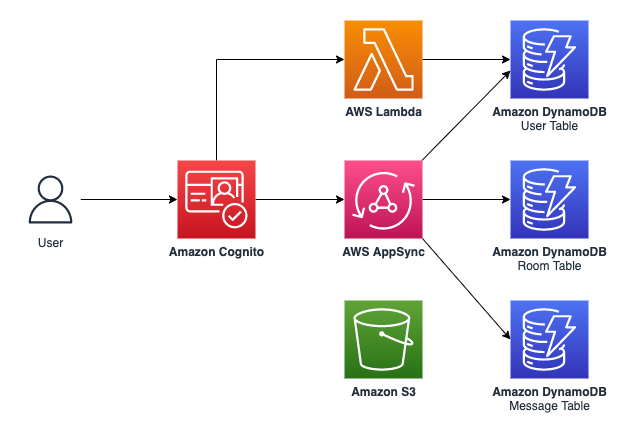 AWS Lambda
Amazon DynamoDB
User Table
User
Amazon Cognito
AWS AppSync
Amazon DynamoDB
Room Table
Amazon S3
Amazon DynamoDB
Message Table